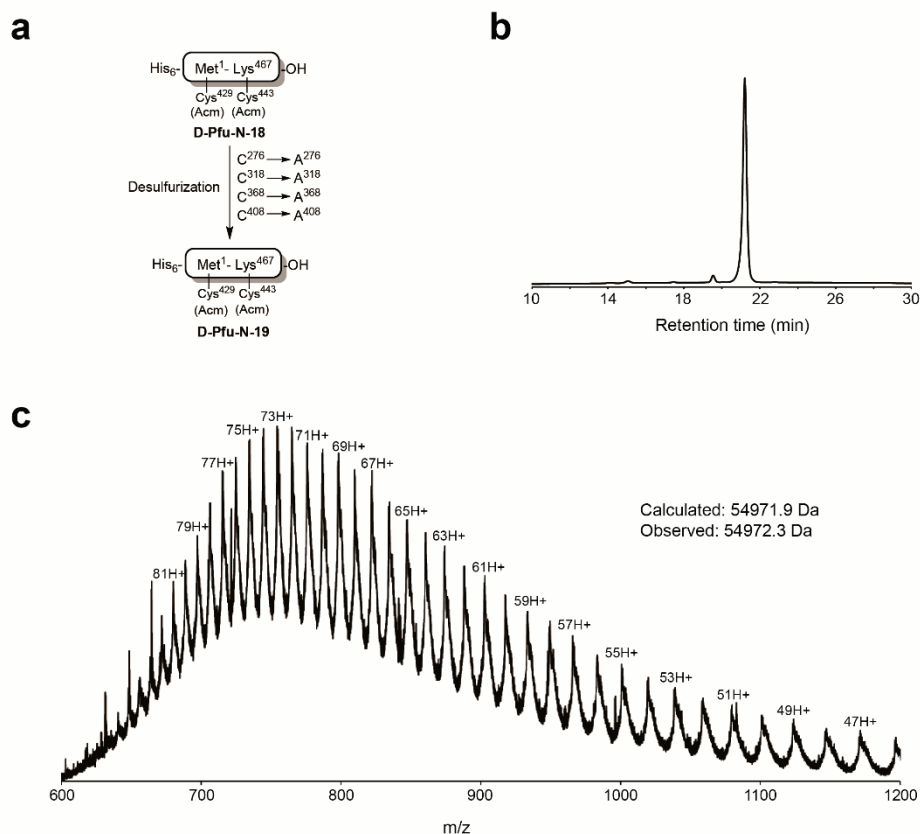 a
His₆- Met¹- Lys⁴⁶⁷ -OH
Cys⁴²⁹ Cys⁴⁴³
(Acm) (Acm)
D-Pfu-N-18
Desulfurization
C²⁷⁶ → A²⁷⁶
C³¹⁸ → A³¹⁸
C³⁶⁸ → A³⁶⁸
C⁴⁰⁸ → A⁴⁰⁸
His₆- Met¹- Lys⁴⁶⁷ -OH
Cys⁴²⁹ Cys⁴⁴³
(Acm) (Acm)
D-Pfu-N-19
b
10 14 18 22 26 30
Retention time (min)
c
73H+
75H+ 71H+
77H+ 69H+
67H+
79H+ 65H+
81H+ 63H+
61H+
59H+
57H+
55H+
53H+
51H+
49H+
47H+
Calculated: 54971.9 Da
Observed: 54972.3 Da
600 700 800 900 1000 1100 1200
m/z